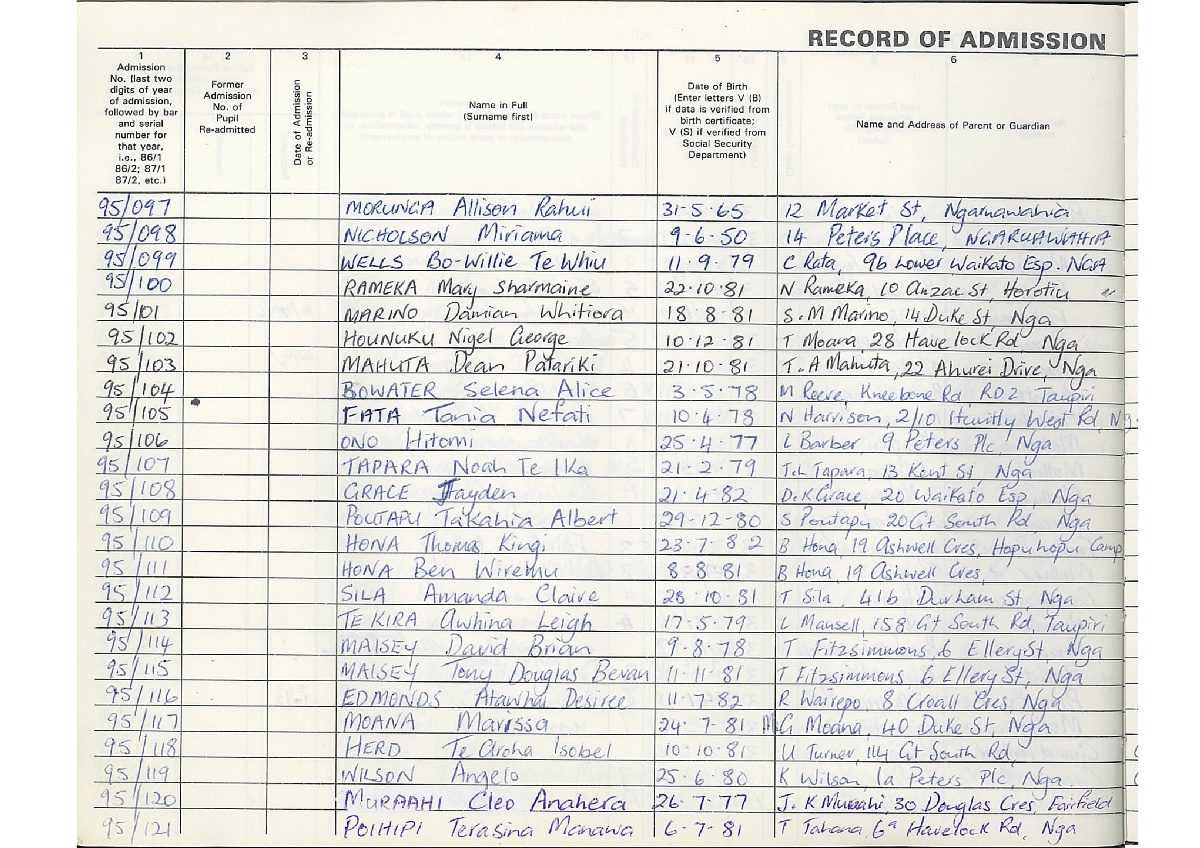 RECORD OF ADMISSION
1 2 3 4 5 6
Admission
No. (last two
digits of year
of admission,
followed by bar
and serial
number for
that year,
i.e., 86/1
86/2; 87/1
87/2, etc.)
Former
Admission
No. of
Pupil
Re-admitted
Date of Admission
or Re-admission
Name in Full
(Surname first)
Date of Birth
(Enter letters V (B)
if data is verified from
birth certificate;
V (S) if verified from
Social Security
Department)
Name and Address of Parent or Guardian
95/097 MORUNGA Allison Rahui 31-5-65 12 Market St, Ngaruawahia
95/098 NICHOLSON Miriama 9-6-50 14 Peters Place, NGARUAWAHIA
95/099 WELLS Bo-Willie Te Whiu 11-9-79 C Rata, 96 Lower Waikato Esp. NGA
95/100 RAMEKA Mary Sharmaine 22-10-81 N Rameka, 10 Anzac St, Horotiu
95/101 MARINO Damian Whitiora 18-8-81 S. M Marino, 14 Duke St, Nga
95/102 HOUNUKU Nigel George 10-12-81 T Moana, 28 Havelock Rd Nga
95/103 MAHUTA Dean Patariki 21-10-81 T. A Mahuta, 22 Ahurei Drive, Nga
95/104 BOWATER Selena Alice 3-5-78 M Reeve, Kneebone Rd RD2 Taupiri
95/105 FATA Tania Nefati 10-4-78 N Harrison, 2/10 West Rd,
95/106 ONO Hitomi 25-4-77 L Barber 9 Peters Plc, Nga
95/107 TAPARA Noah Te Ika 21-2-79 Tapara, 13 Kent St, Nga
95/108 GRACE Jayden 21-4-82 D. K Grace, 20 Waikato Esp, Nga
95/109 POUTAPU Takahia Albert 29-12-80 S Poutapu 20 Gt South Rd, Nga
95/110 HONA Thomas Kingi 23-7-82 B Hona, 19 Ashwell Cres, Hopuhopu Camp
95/111 HONA Ben Wiremu 8-8-81 B Hona, 19 Ashwell Cres,
95/112 SILA Amanda Claire 28-10-81 T Sila, 41b Durham St, Nga
95/113 TE KIRA Awhina Leigh 17-5-79 L Mansell, 158 Gt South Rd, Taupiri
95/114 MAISEY David Brian 9-8-78 T Fitzsimmons 6 Ellery St, Nga
95/115 MAISEY Tony Douglas Bevan 11-11-81 T Fitzsimmons 6 Ellery St, Nga
95/116 EDMONDS Atawhai Desiree 11-7-82 R Wairepo 8 Croall Cres, Nga
95/117 MOANA Marissa 24-7-81 M G Moana, 40 Duke St, Nga
95/118 HERD Te Aroha Isobel 10-10-81 U Turner, 114 Gt South Rd,
95/119 WILSON Angelo 25-6-80 K Wilson, 1a Peters Plc, Nga
95/120 MURAAHI Cleo Anahera 26-7-77 J. K Muraahi, 30 Douglas Cres, Fairfield
95/121 POIHIPI Terasina Manawa 6-7-81 T Tahana, 6a Havelock Rd, Nga